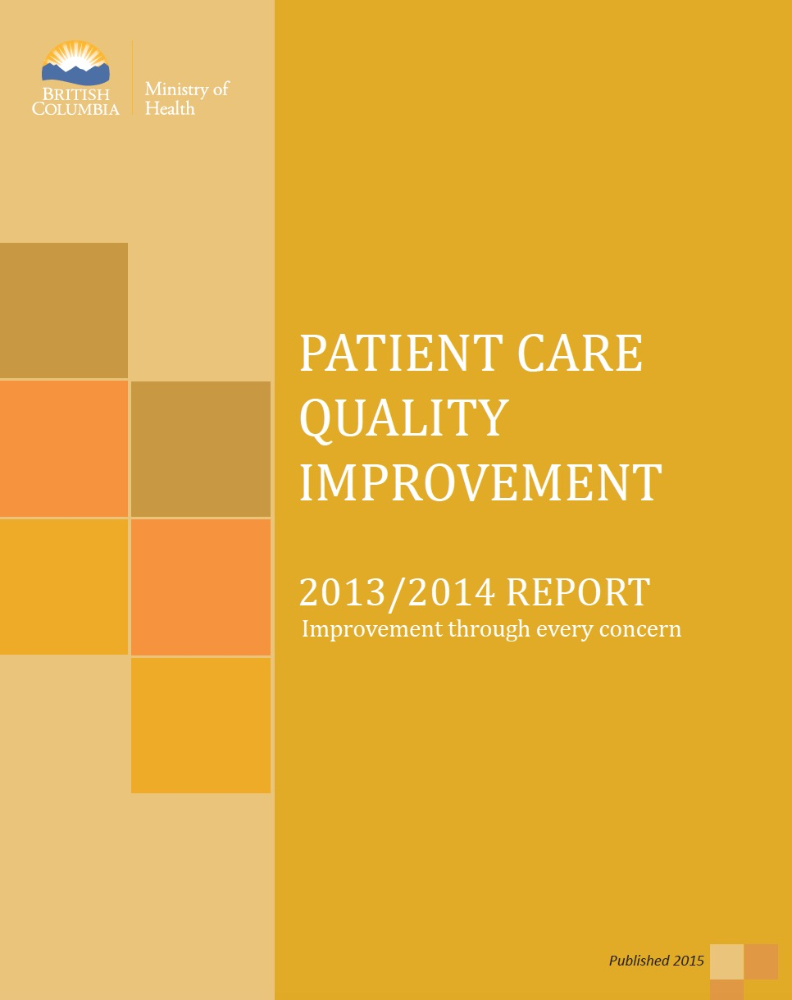 BRITISH
COLUMBIA
Ministry of
Health
PATIENT CARE
QUALITY
IMPROVEMENT
2013/2014 REPORT
Improvement through every concern
Published 2015